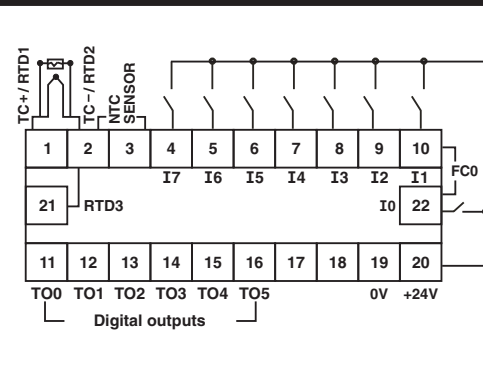 TC+ / RTD1
TC− / RTD2
NTC
SENSOR
1 2 3 4 5 6 7 8 9 10
I7 I6 I5 I4 I3 I2 I1
FC0
21 RTD3 I0 22
11 12 13 14 15 16 17 18 19 20
TO0 TO1 TO2 TO3 TO4 TO5 0V +24V
Digital outputs